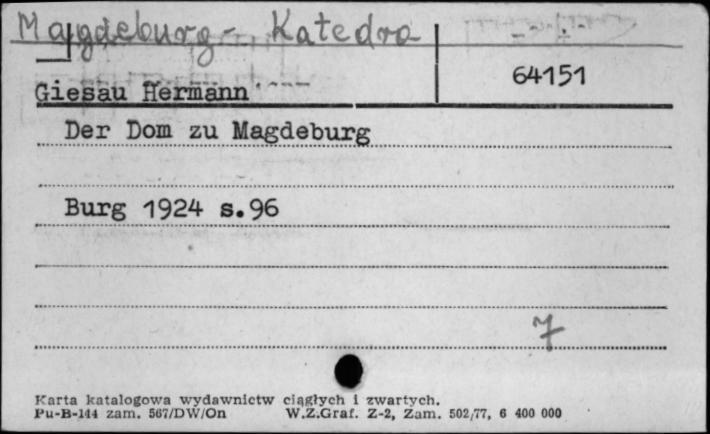 Magdeburg - Katedra
64151
Giesau Hermann
Der Dom zu Magdeburg
Burg 1924 s.96
7
Karta katalogowa wydawnictw ciągłych i zwartych.
Pu-B-144 zam. 567/DW/On W.Z.Graf. Z-2, Zam. 502/77, 6 400 000